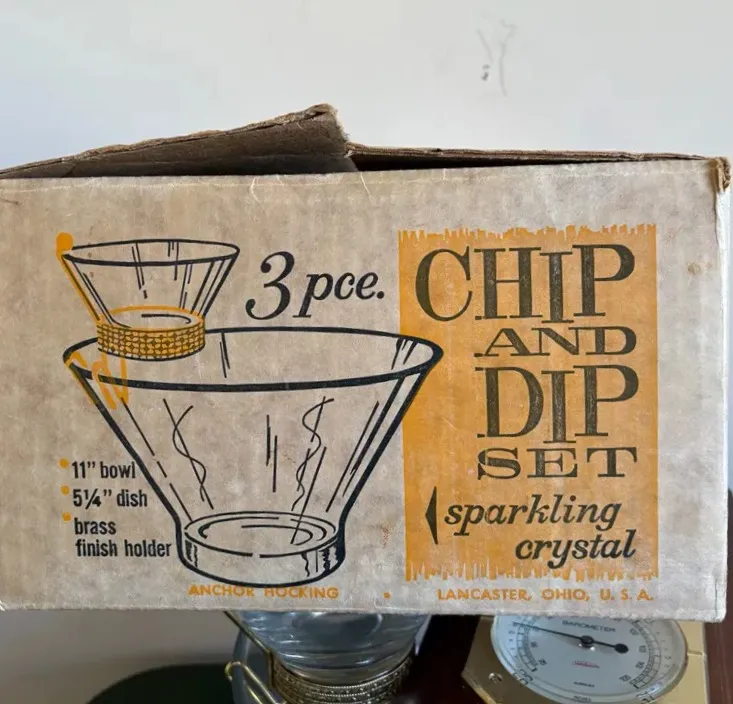 3 pce.
CHIP
AND
DIP
SET
sparkling
crystal
11” bowl
5¼” dish
brass
finish holder
ANCHOR HOCKING . LANCASTER, OHIO, U. S. A.
BAROMETER